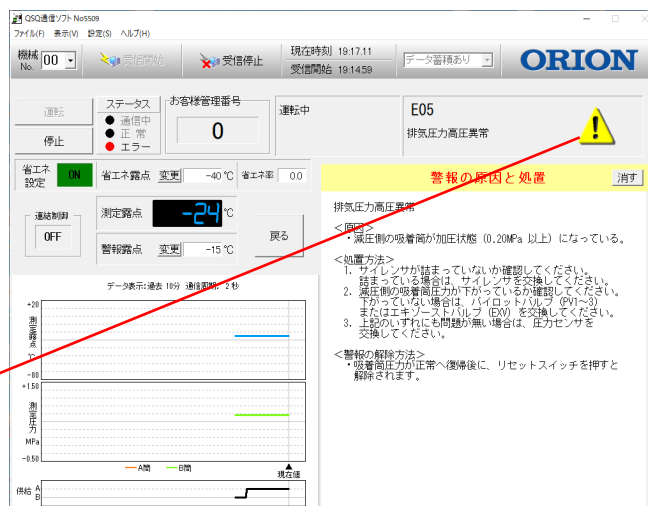 QSQ通信ソフト No5509
ファイル(F) 表示(V) 設定(S) ヘルプ(H)
機械 No. 00
受信開始
受信停止
現在時刻 19:17.11
受信開始 19:14:59
データ蓄積あり
ORION
運転
停止
ステータス
通信中
正 常
エラー
お客様管理番号
0
運転中
E05
排気圧力高圧異常
省エネ設定 ON
省エネ露点 変更 -40 ℃
省エネ率 0.0
連結制御
OFF
測定露点 -24 ℃
警報露点 変更 -15 ℃
戻る
警報の原因と処置
消す
排気圧力高圧異常
<原因>
・減圧側の吸着筒が加圧状態 (0.20MPa 以上) になっている。
<処置方法>
1. サイレンサが詰まっていないか確認してください。
詰まっている場合は、サイレンサを交換してください。
2. 減圧側の吸着筒圧力が下がっているか確認してください。
下がっていない場合は、パイロットバルブ (PV1～3)
またはエキゾーストバルブ (EXV) を交換してください。
3. 上記のいずれにも問題が無い場合は、圧力センサを
交換してください。
<警報の解除方法>
・吸着筒圧力が正常へ復帰後に、リセットスイッチを押すと
解除されます。
データ表示:過去 10分 通信周期: 2 秒
+20
測定露点
℃
-80
+1.50
測定圧力
MPa
-0.50
A筒 B筒
現在値
供給 A
B